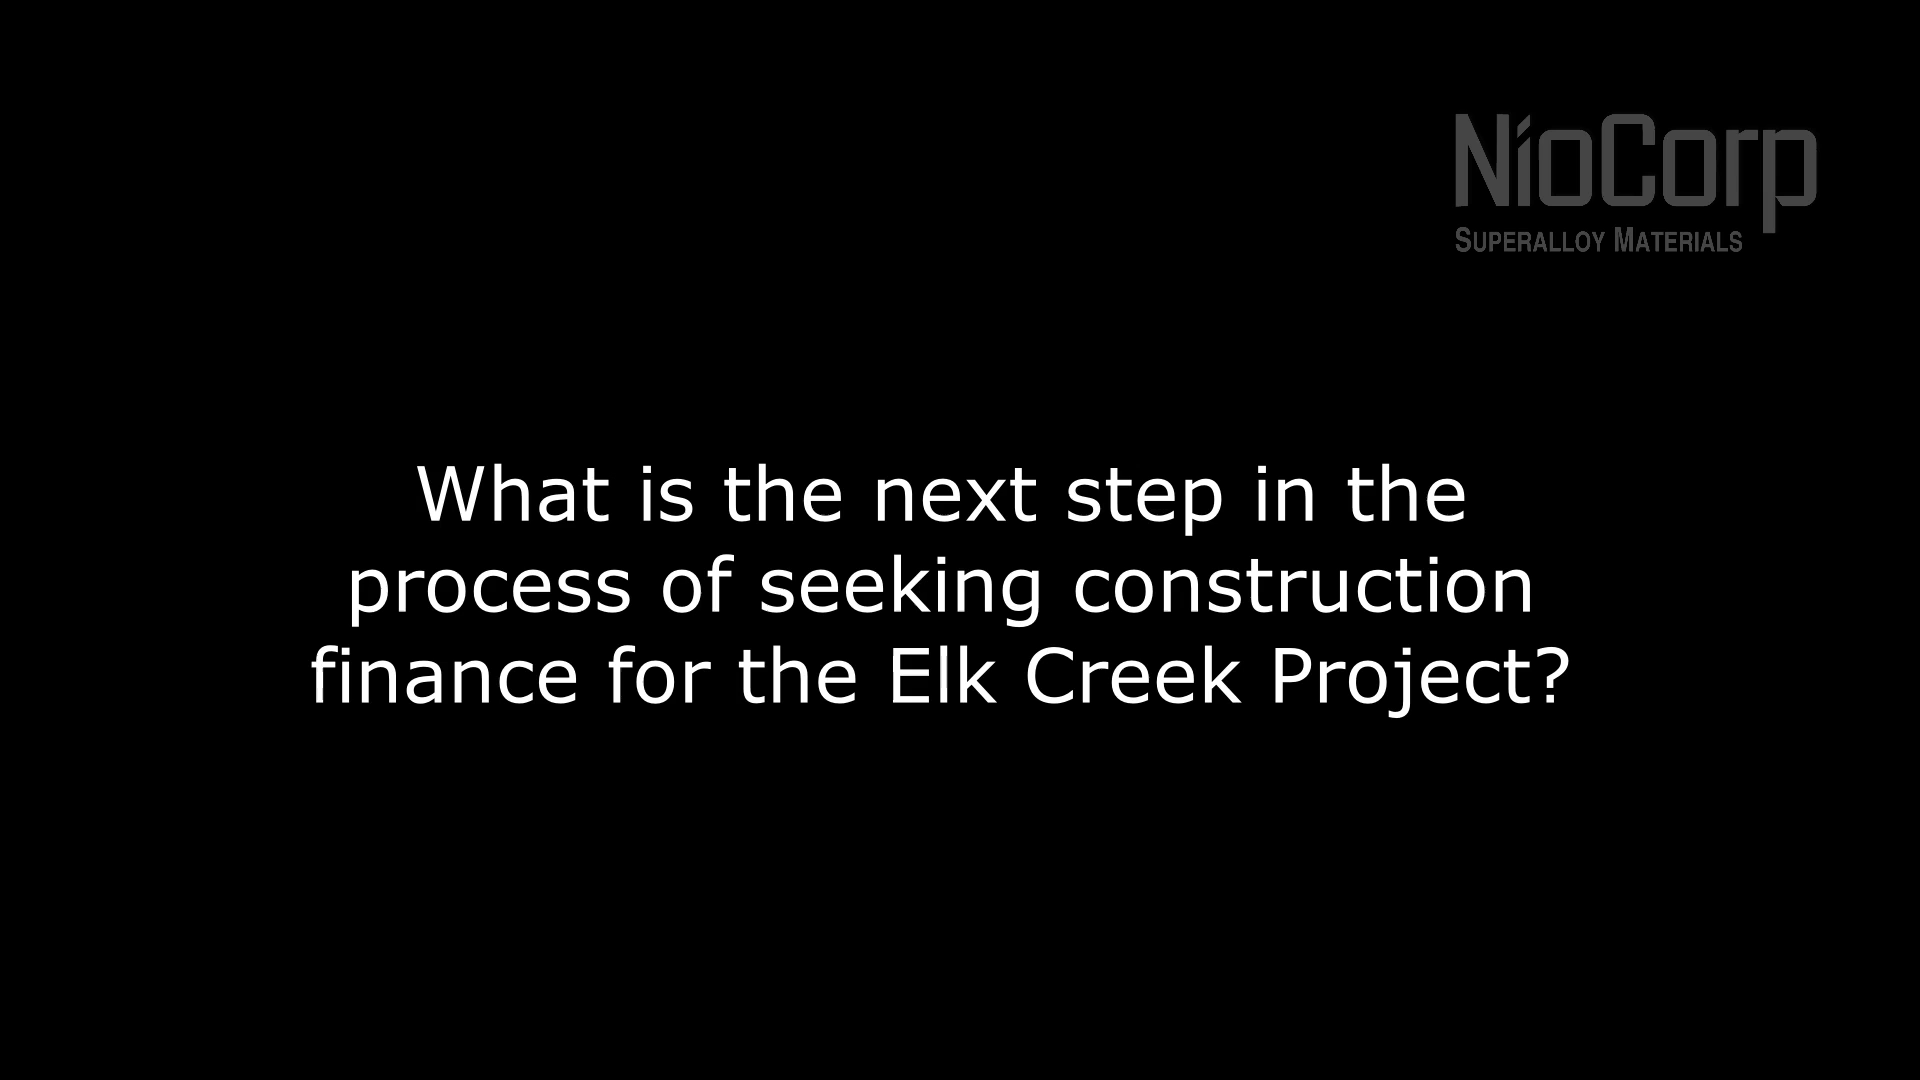 NioCorp
SUPERALLOY MATERIALS
What is the next step in the
process of seeking construction
finance for the Elk Creek Project?